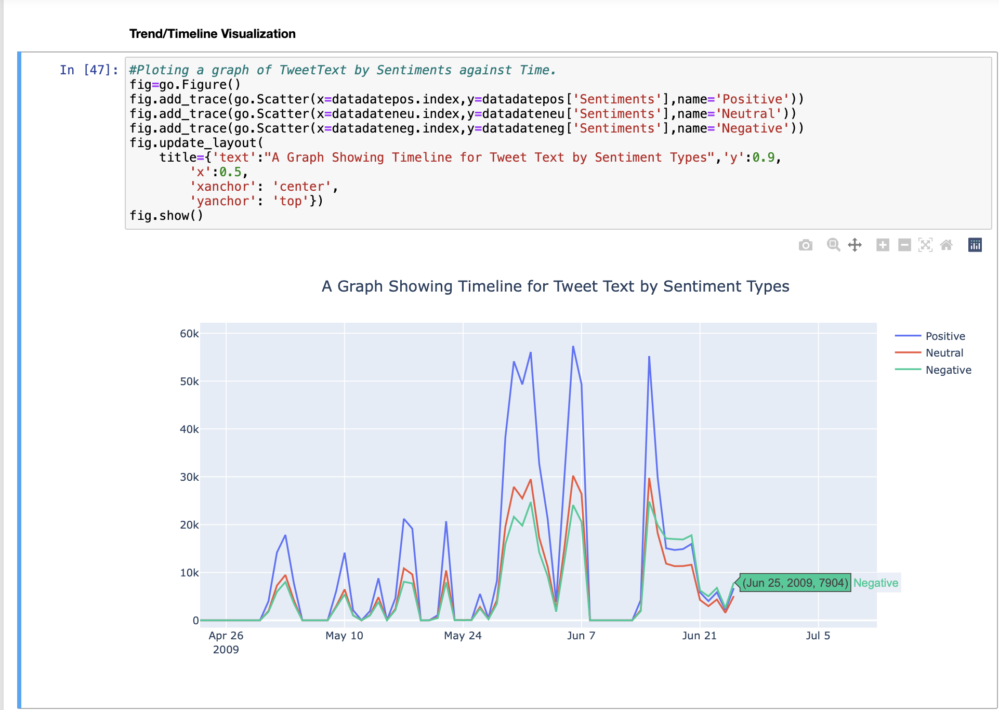 Trend/Timeline Visualization
In [47]:
#Ploting a graph of TweetText by Sentiments against Time.
fig=go.Figure()
fig.add_trace(go.Scatter(x=datadatepos.index,y=datadatepos['Sentiments'],name='Positive'))
fig.add_trace(go.Scatter(x=datadateneu.index,y=datadateneu['Sentiments'],name='Neutral'))
fig.add_trace(go.Scatter(x=datadateneg.index,y=datadateneg['Sentiments'],name='Negative'))
fig.update_layout(
    title={'text':"A Graph Showing Timeline for Tweet Text by Sentiment Types",'y':0.9,
        'x':0.5,
        'xanchor': 'center',
        'yanchor': 'top'})
fig.show()
A Graph Showing Timeline for Tweet Text by Sentiment Types
60k
50k
40k
30k
20k
10k
0
Positive
Neutral
Negative
(Jun 25, 2009, 7904) Negative
Apr 26 May 10 May 24 Jun 7 Jun 21 Jul 5
2009